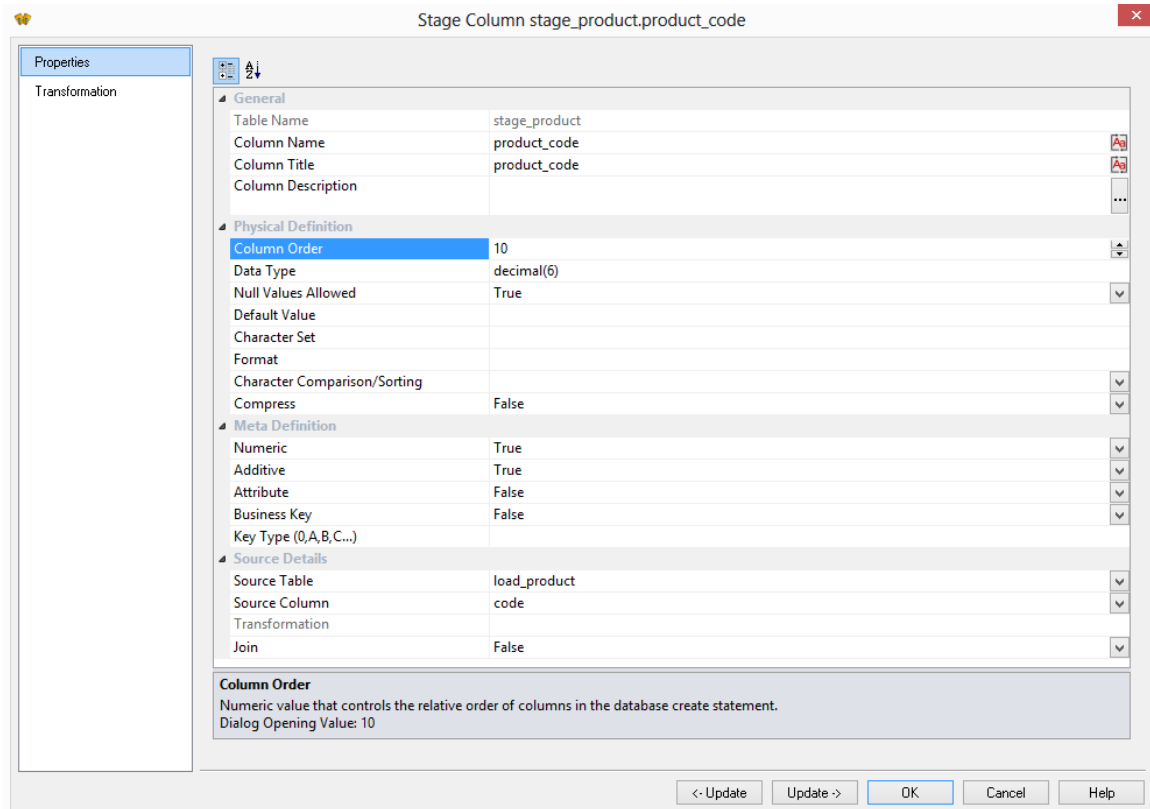 Stage Column stage_product.product_code
Properties
Transformation
General
Table Name stage_product
Column Name product_code
Column Title product_code
Column Description
...
Physical Definition
Column Order 10
Data Type decimal(6)
Null Values Allowed True
Default Value
Character Set
Format
Character Comparison/Sorting
Compress False
Meta Definition
Numeric True
Additive True
Attribute False
Business Key False
Key Type (0,A,B,C...)
Source Details
Source Table load_product
Source Column code
Transformation
Join False
Column Order
Numeric value that controls the relative order of columns in the database create statement.
Dialog Opening Value: 10
<- Update Update -> OK Cancel Help